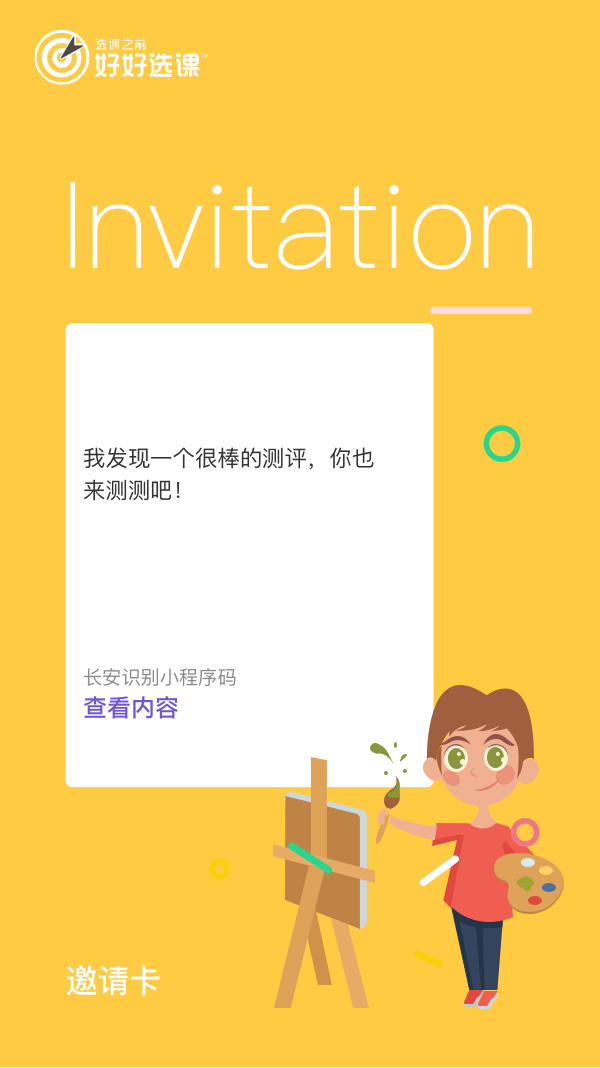 选课之前
好好选课™
Invitation
我发现一个很棒的测评，你也
来测测吧！
长安识别小程序码
查看内容
邀请卡